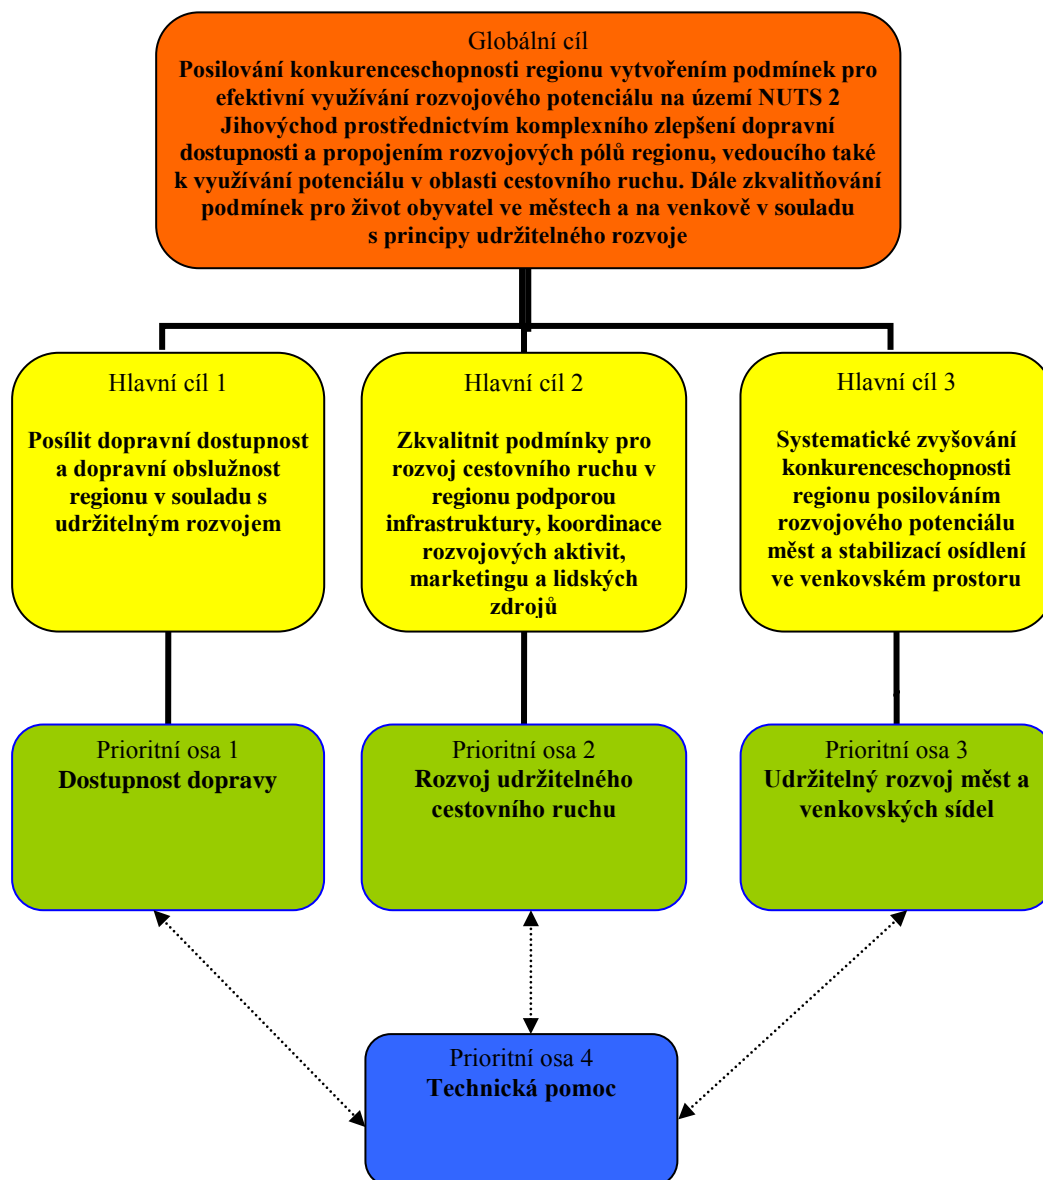 Globální cíl
Posilování konkurenceschopnosti regionu vytvořením podmínek pro
efektivní využívání rozvojového potenciálu na území NUTS 2
Jihovýchod prostřednictvím komplexního zlepšení dopravní
dostupnosti a propojením rozvojových pólů regionu, vedoucího také
k využívání potenciálu v oblasti cestovního ruchu. Dále zkvalitňování
podmínek pro život obyvatel ve městech a na venkově v souladu
s principy udržitelného rozvoje
Hlavní cíl 1
Posílit dopravní dostupnost
a dopravní obslužnost
regionu v souladu s
udržitelným rozvojem
Hlavní cíl 2
Zkvalitnit podmínky pro
rozvoj cestovního ruchu v
regionu podporou
infrastruktury, koordinace
rozvojových aktivit,
marketingu a lidských
zdrojů
Hlavní cíl 3
Systematické zvyšování
konkurenceschopnosti
regionu posilováním
rozvojového potenciálu
měst a stabilizací osídlení
ve venkovském prostoru
Prioritní osa 1
Dostupnost dopravy
Prioritní osa 2
Rozvoj udržitelného
cestovního ruchu
Prioritní osa 3
Udržitelný rozvoj měst a
venkovských sídel
Prioritní osa 4
Technická pomoc